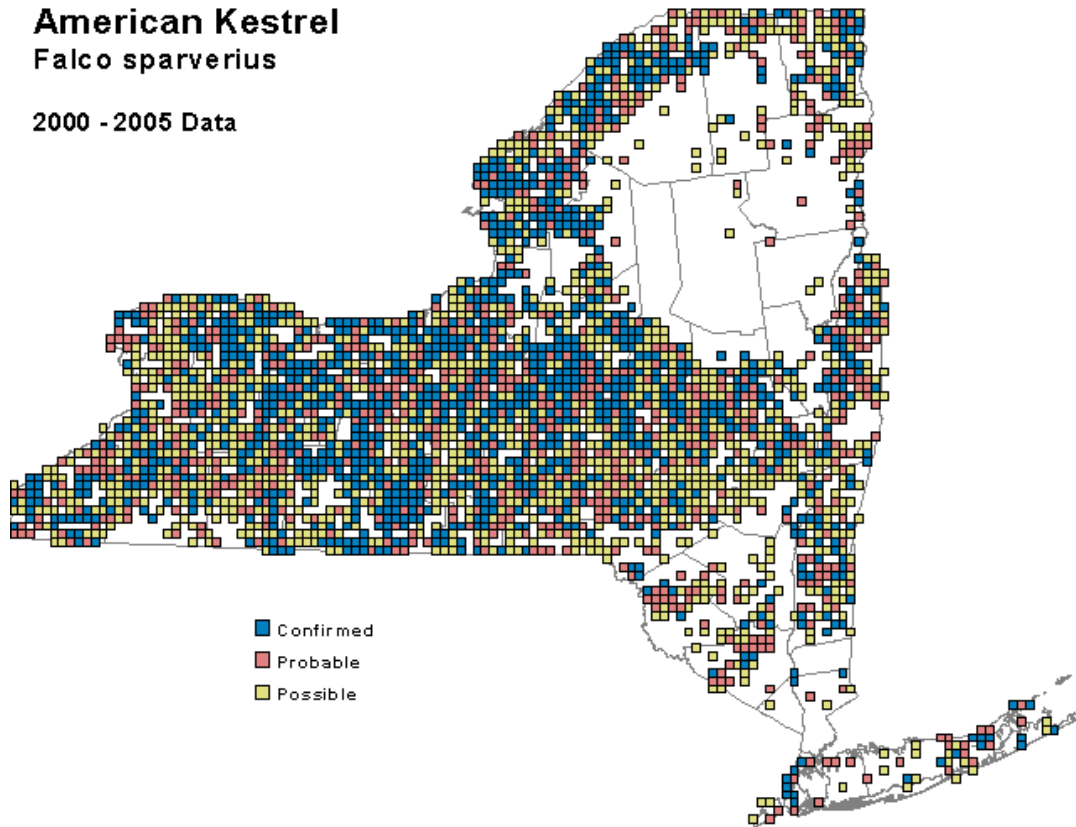 American Kestrel
Falco sparverius
2000 - 2005 Data
Confirmed
Probable
Possible